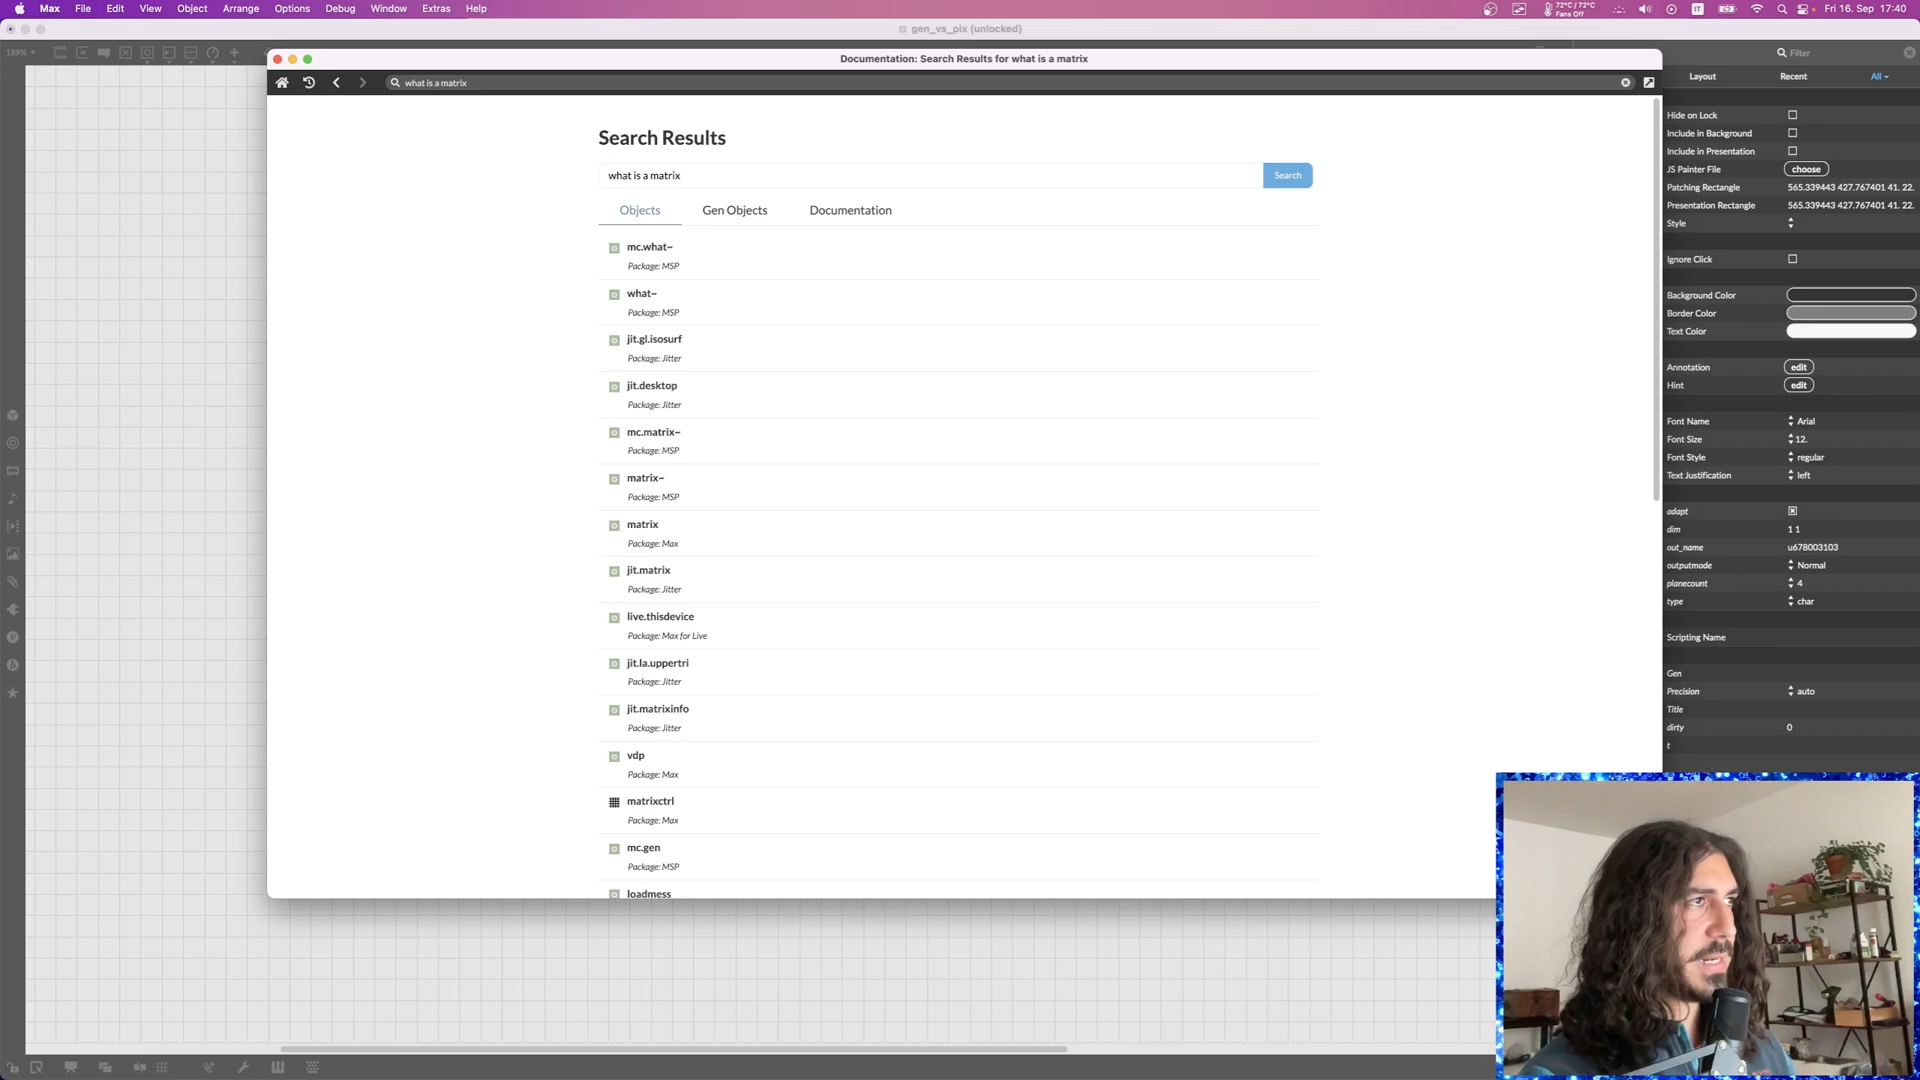 Max File Edit View Object Arrange Options Debug Window Extras Help
72°C / 72°C
Fans Off
IT
Fri 16. Sep 17:40
gen_vs_pix (unlocked)
189%
Filter
Documentation: Search Results for what is a matrix
what is a matrix
Layout Recent All
Search Results
what is a matrix
Search
Objects Gen Objects Documentation
mc.what~
Package: MSP
what~
Package: MSP
jit.gl.isosurf
Package: Jitter
jit.desktop
Package: Jitter
mc.matrix~
Package: MSP
matrix~
Package: MSP
matrix
Package: Max
jit.matrix
Package: Jitter
live.thisdevice
Package: Max for Live
jit.la.uppertri
Package: Jitter
jit.matrixinfo
Package: Jitter
vdp
Package: Max
matrixctrl
Package: Max
mc.gen
Package: MSP
loadmess
Hide on Lock
Include in Background
Include in Presentation
JS Painter File choose
Patching Rectangle 565.339443 427.767401 41. 22.
Presentation Rectangle 565.339443 427.767401 41. 22.
Style
Ignore Click
Background Color
Border Color
Text Color
Annotation edit
Hint edit
Font Name Arial
Font Size 12.
Font Style regular
Text Justification left
adapt
dim 1 1
out_name u678003103
outputmode Normal
planecount 4
type char
Scripting Name
Gen
Precision auto
Title
dirty 0
t